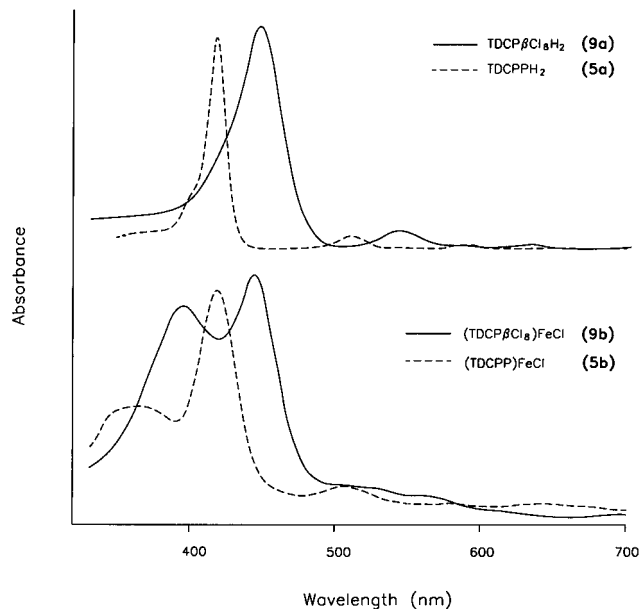 TDCPβCl₈H₂ (9a)
TDCPPH₂ (5a)
Absorbance
(TDCPβCl₈)FeCl (9b)
(TDCPP)FeCl (5b)
400 500 600 700
Wavelength (nm)